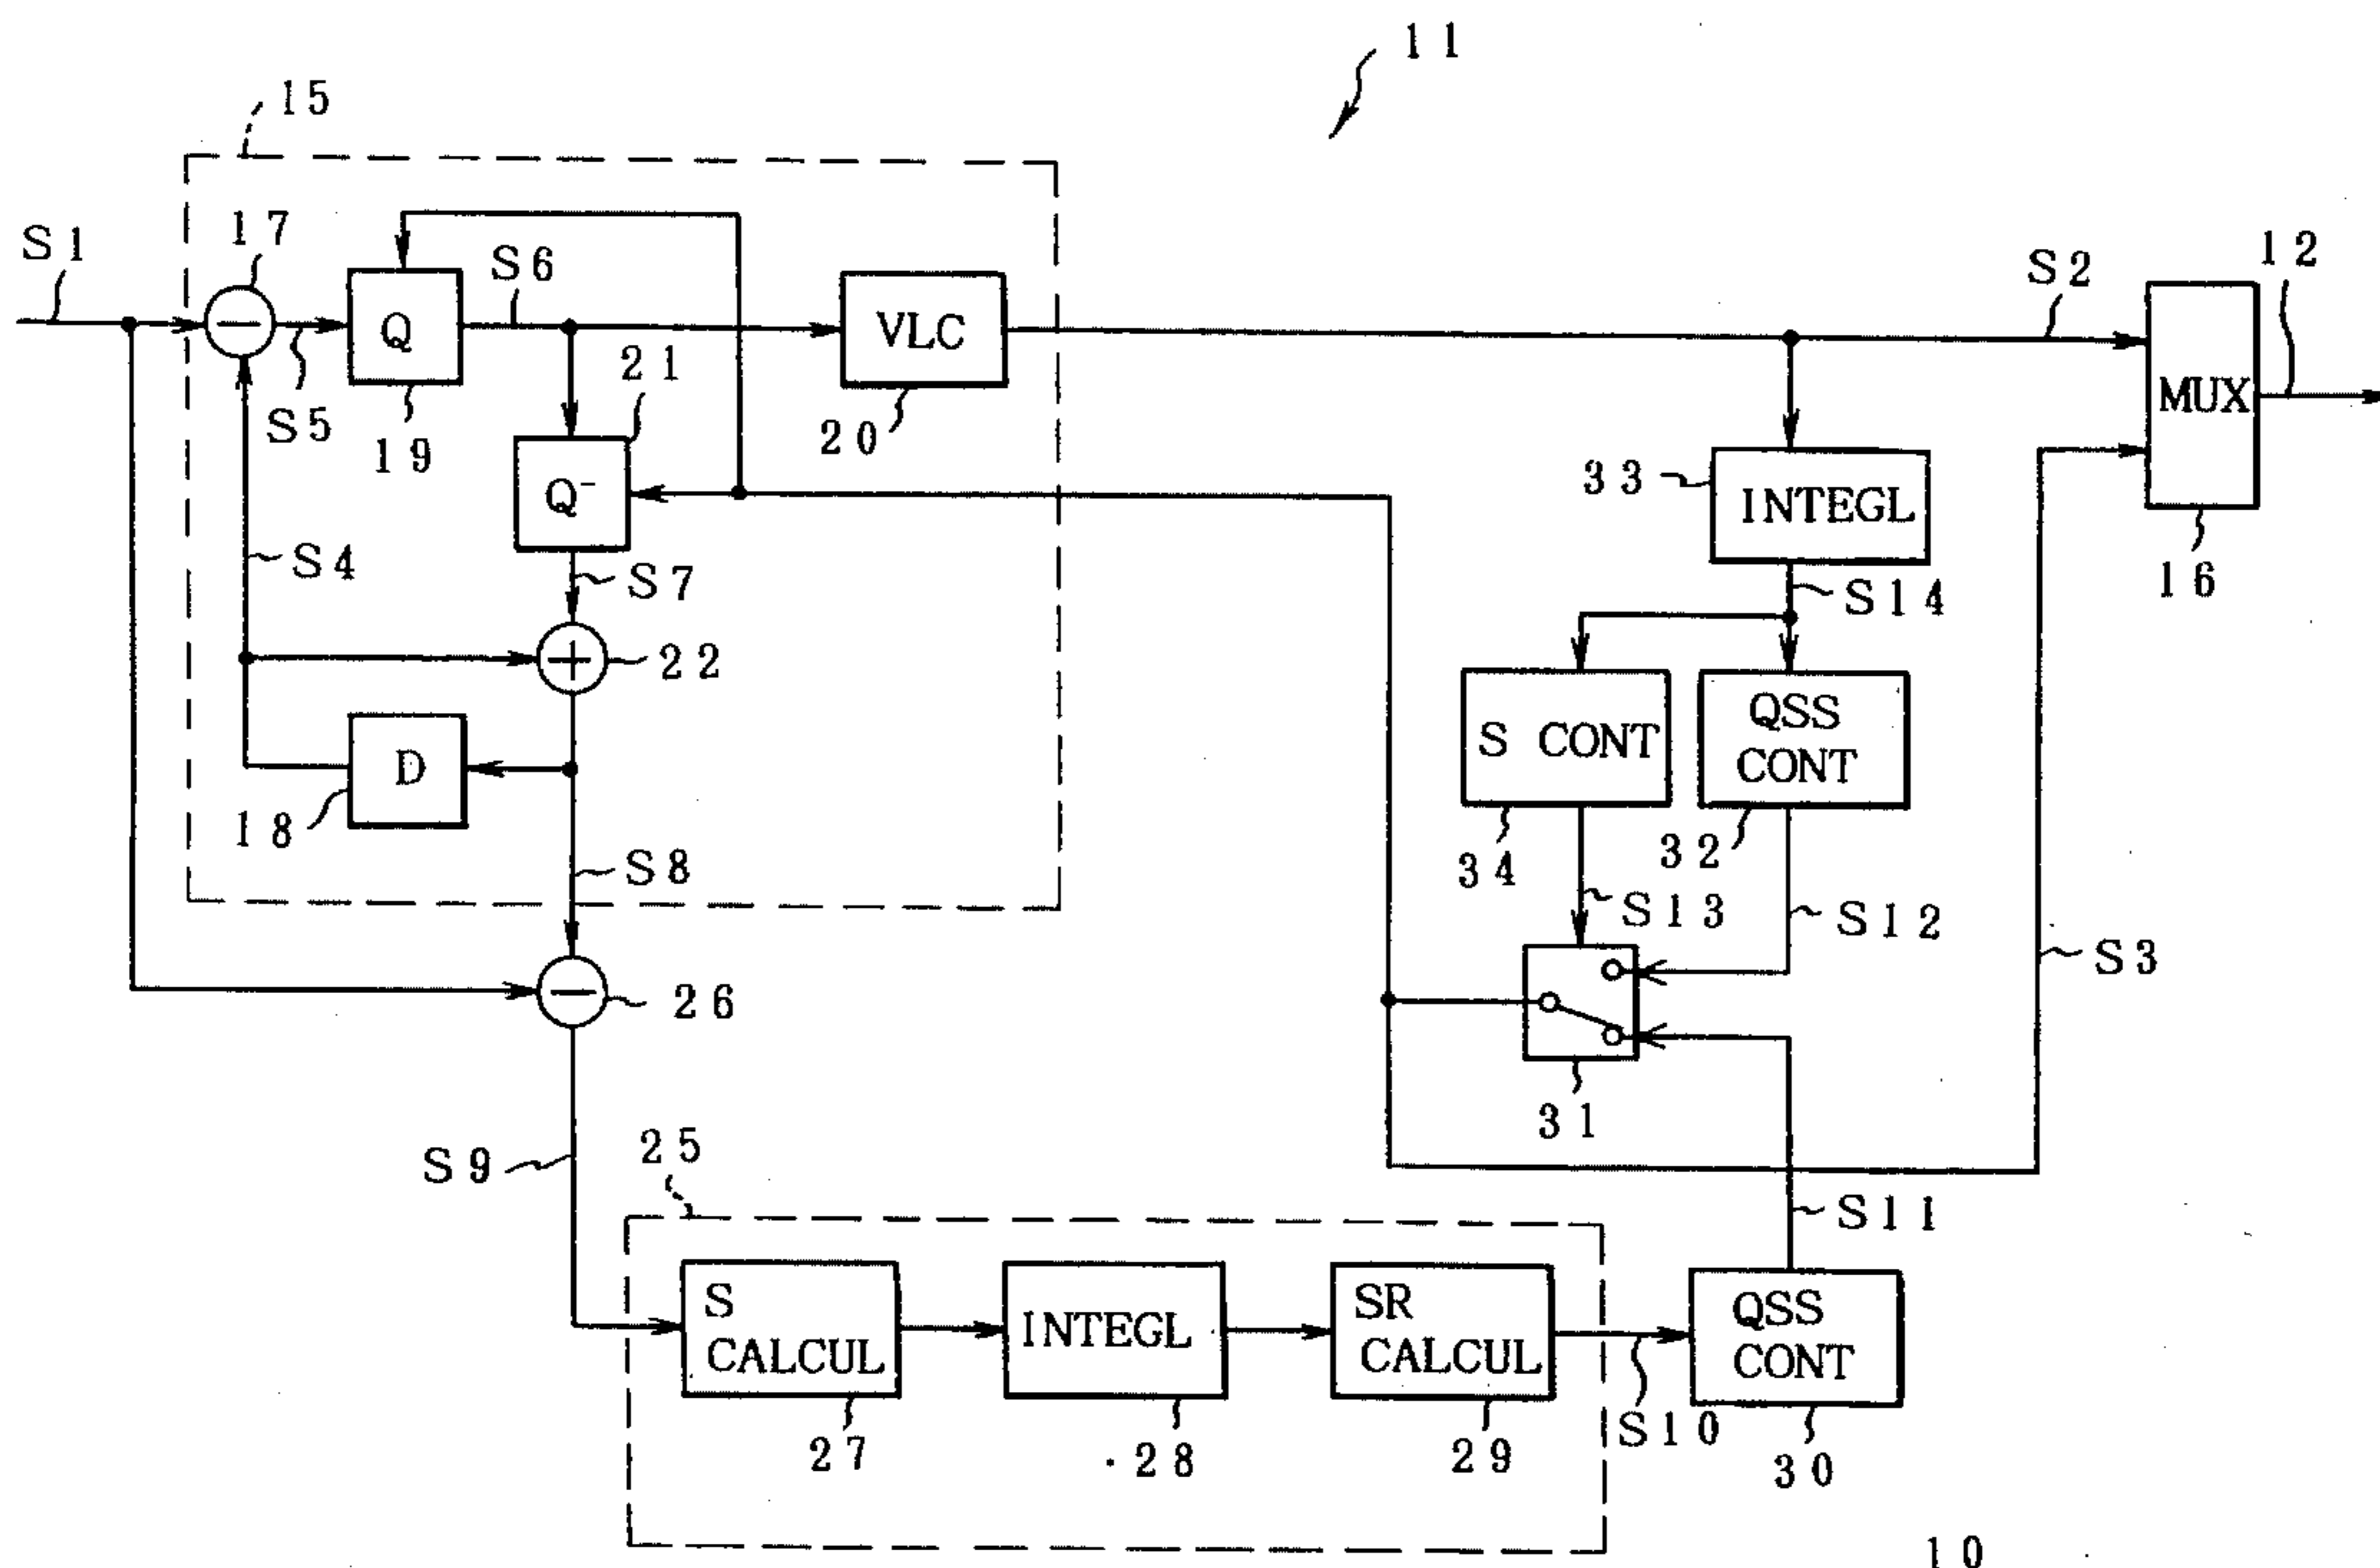 11
15
S1
17
S6
S2
12
Q
VLC
MUX
21
S5
19
20
33
INTEGL
Q-
S4
S7
S14
16
22
QSS
CONT
S CONT
D
18
34
32
S8
S13
S12
S3
26
31
S9
25
S11
S
CALCUL
INTEGL
SR
CALCUL
QSS
CONT
S10
27
28
29
30
10